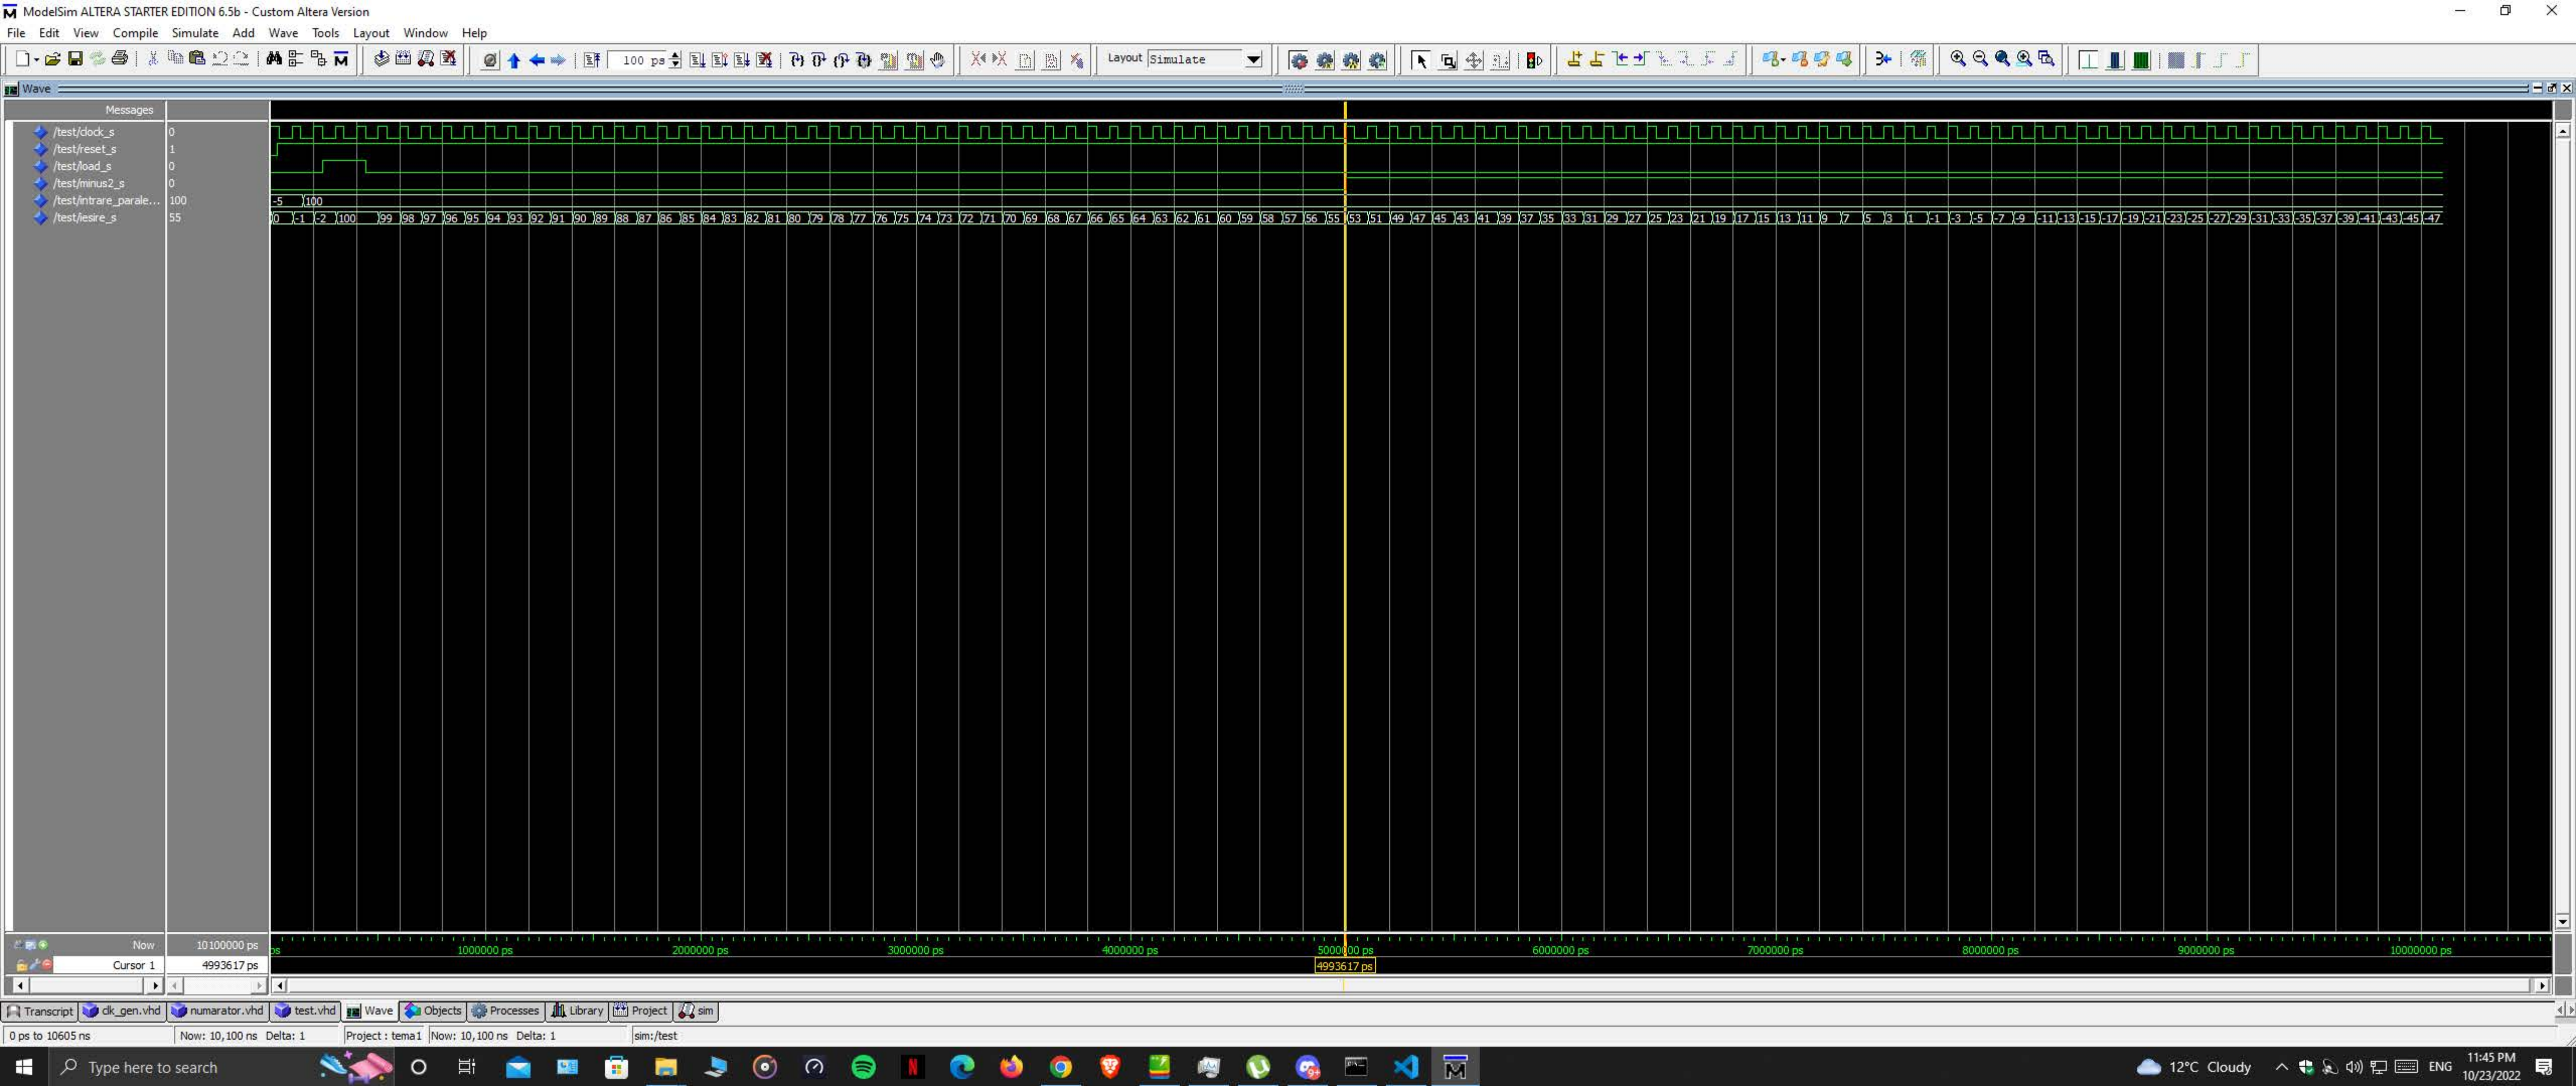 ModelSim ALTERA STARTER EDITION 6.5b - Custom Altera Version
File Edit View Compile Simulate Add Wave Tools Layout Window Help
100 ps Layout Simulate
Wave
Messages
/test/clock_s 0
/test/reset_s 1
/test/load_s 0
/test/minus2_s 0
/test/intrare_parale... 100 -5 100
/test/iesire_s 55 0 -1 -2 100 99 98 97 96 95 94 93 92 91 90 89 88 87 86 85 84 83 82 81 80 79 78 77 76 75 74 73 72 71 70 69 68 67 66 65 64 63 62 61 60 59 58 57 56 55 53 51 49 47 45 43 41 39 37 35 33 31 29 27 25 23 21 19 17 15 13 11 9 7 5 3 1 -1 -3 -5 -7 -9 -11 -13 -15 -17 -19 -21 -23 -25 -27 -29 -31 -33 -35 -37 -39 -41 -43 -45 -47
Now 10100000 ps ps 1000000 ps 2000000 ps 3000000 ps 4000000 ps 5000000 ps 6000000 ps 7000000 ps 8000000 ps 9000000 ps 10000000 ps
Cursor 1 4993617 ps 4993617 ps
Transcript clk_gen.vhd numarator.vhd test.vhd Wave Objects Processes Library Project sim
0 ps to 10605 ns Now: 10,100 ns Delta: 1 Project : tema1 Now: 10,100 ns Delta: 1 sim:/test
Type here to search 12°C Cloudy ENG 11:45 PM
10/23/2022